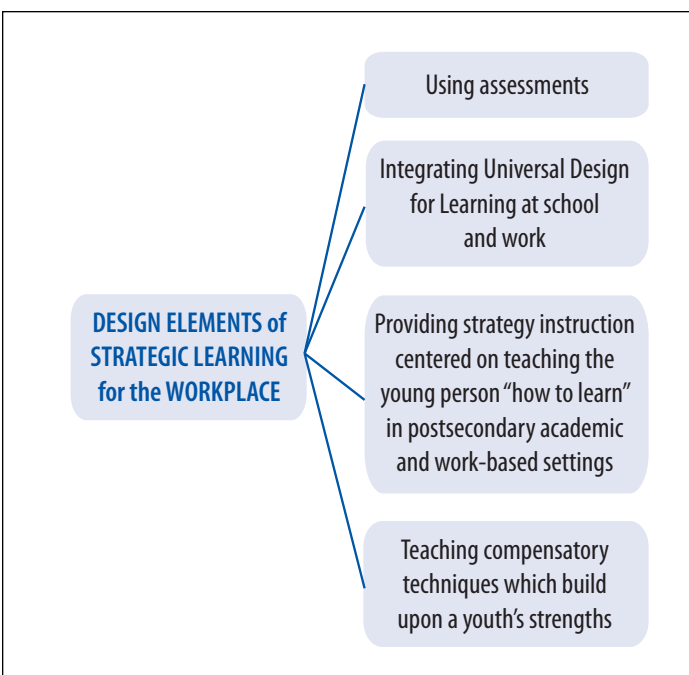 Using assessments
Integrating Universal Design
for Learning at school
and work
DESIGN ELEMENTS of
STRATEGIC LEARNING
for the WORKPLACE
Providing strategy instruction
centered on teaching the
young person “how to learn”
in postsecondary academic
and work-based settings
Teaching compensatory
techniques which build
upon a youth’s strengths